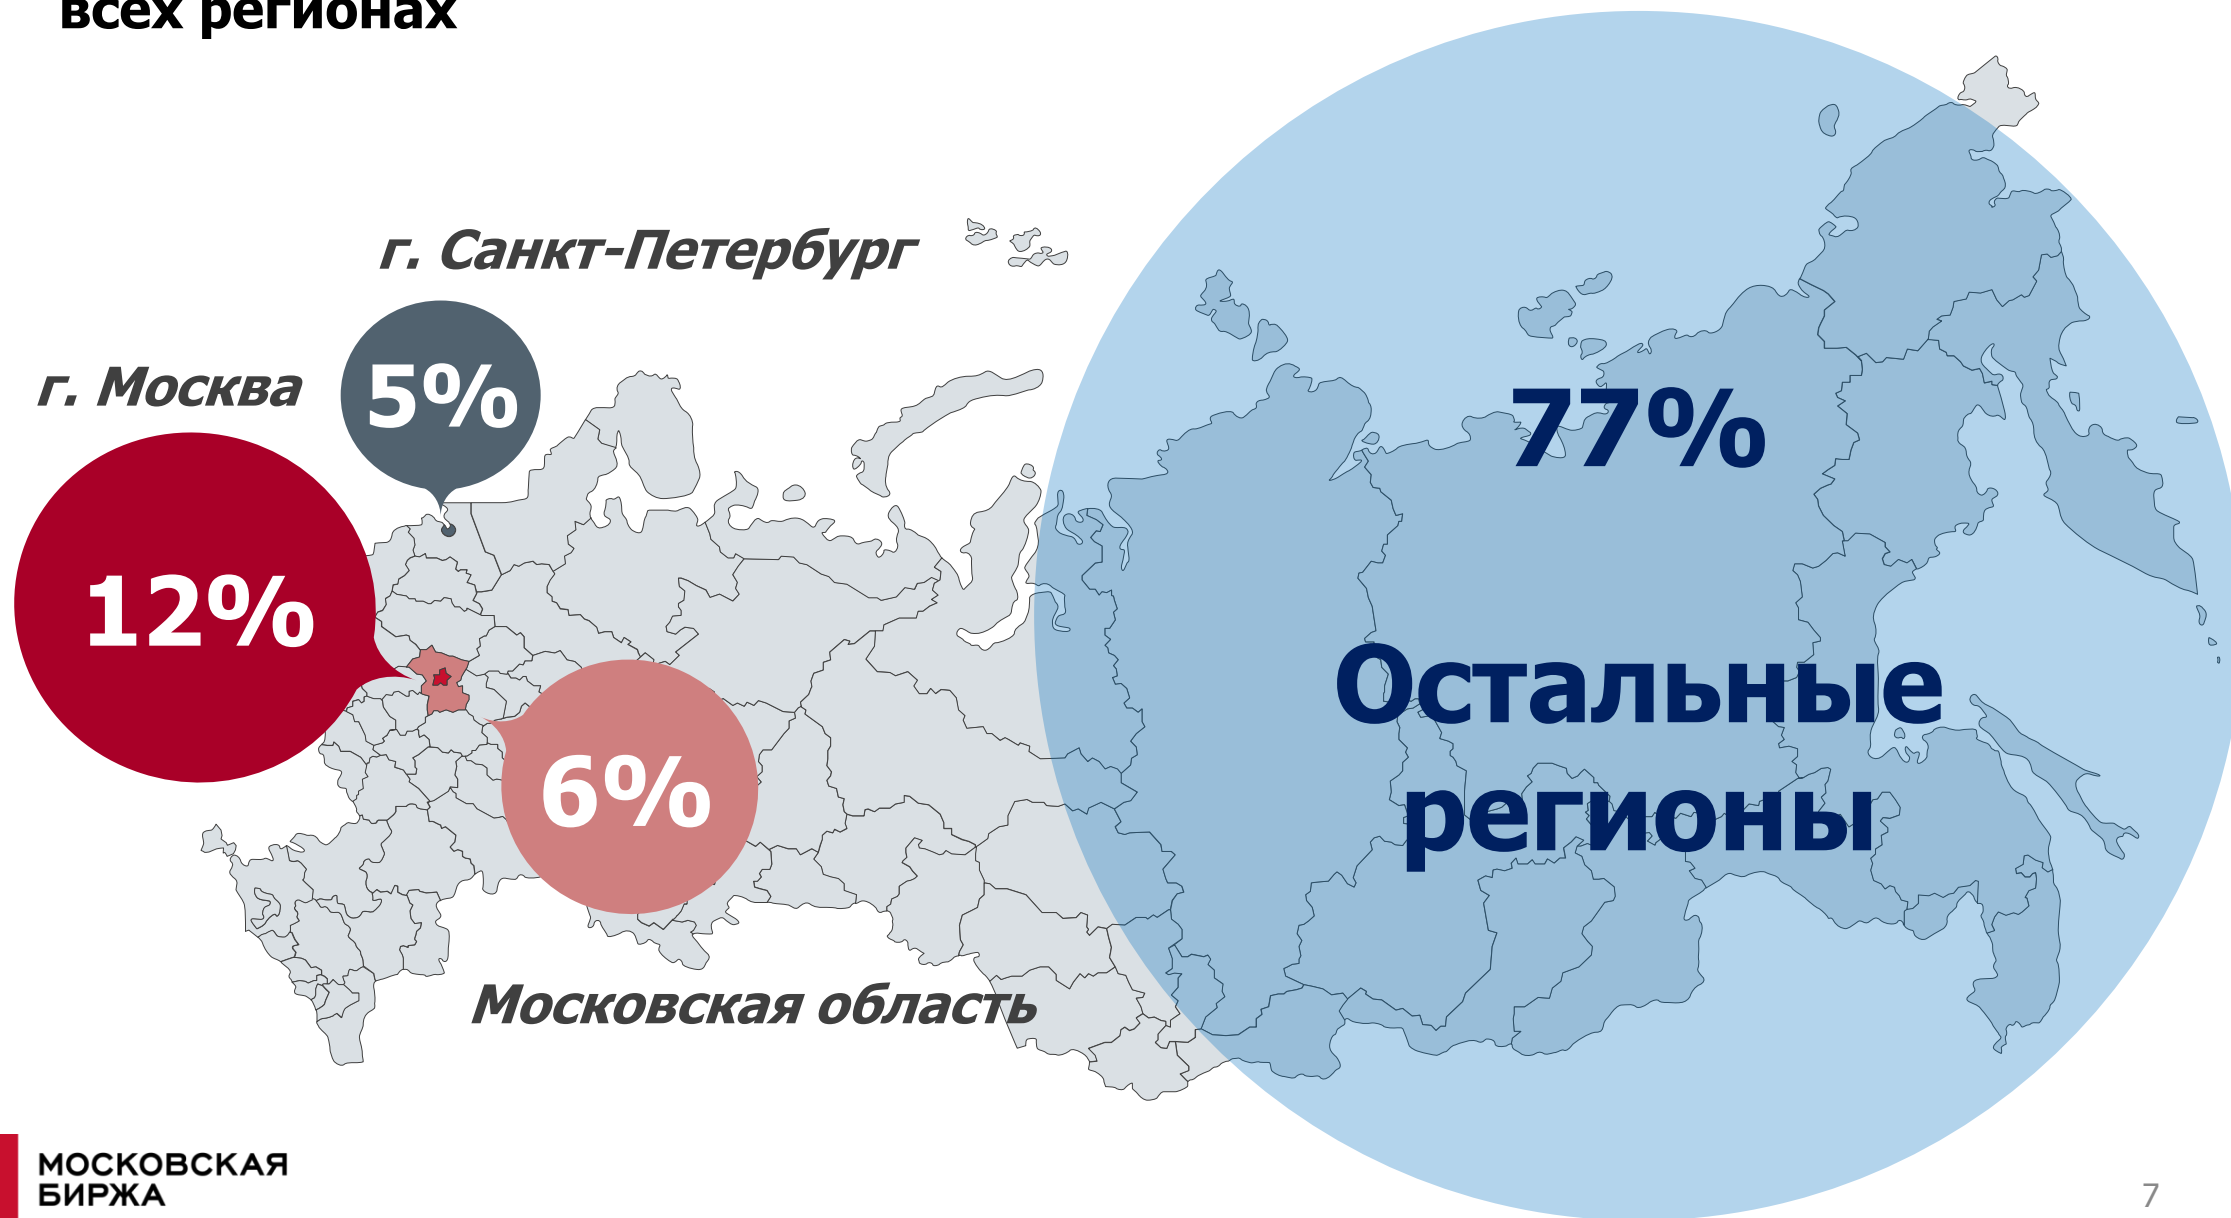 всех регионах
г. Санкт-Петербург
г. Москва
5%
77%
12%
Остальные
регионы
6%
Московская область
МОСКОВСКАЯ
БИРЖА
7